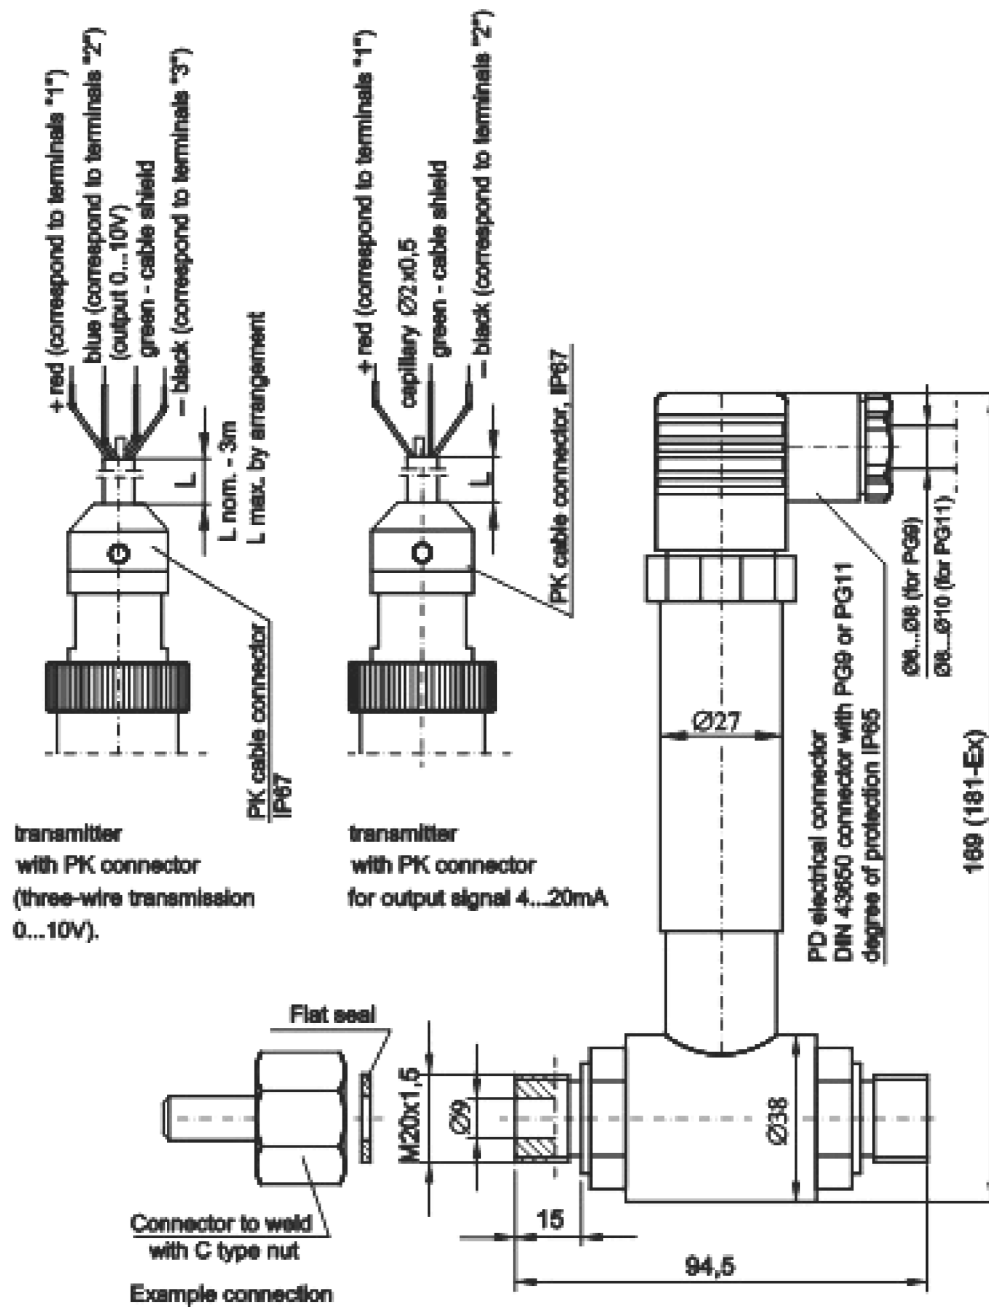 + red (correspond to terminals "1")
blue (correspond to terminals "2")
(output 0...10V)
green - cable shield
— black (correspond to terminals "3")
L
L nom. - 3m
L max. by arrangement
PK cable connector
IP67
transmitter
with PK connector
(three-wire transmission
0...10V).
+ red (correspond to terminals "1")
capillary Ø2x0,5
green - cable shield
— black (correspond to terminals "2")
L
PK cable connector, IP67
transmitter
with PK connector
for output signal 4...20mA
Ø27
PD electrical connector
DIN 43650 connector with PG9 or PG11
degree of protection IP65
Ø6...Ø8 (for PG9)
Ø8...Ø10 (for PG11)
169 (181-Ex)
Flat seal
M20x1,5
Ø9
Ø38
15
94,5
Connector to weld
with C type nut
Example connection